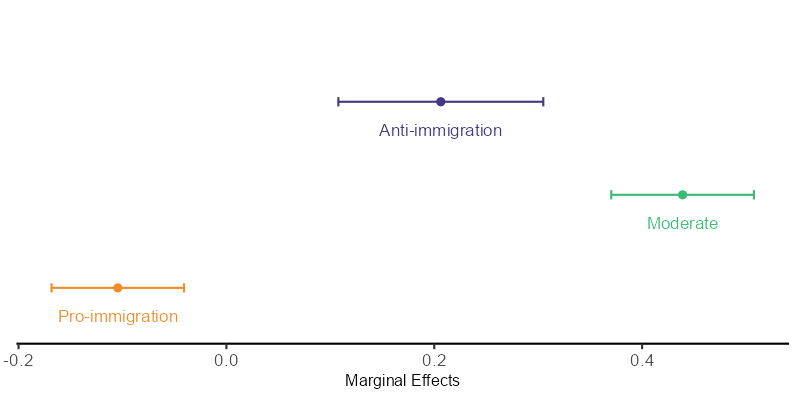 Anti-immigration
Moderate
Pro-immigration
-0.2 0.0 0.2 0.4
Marginal Effects